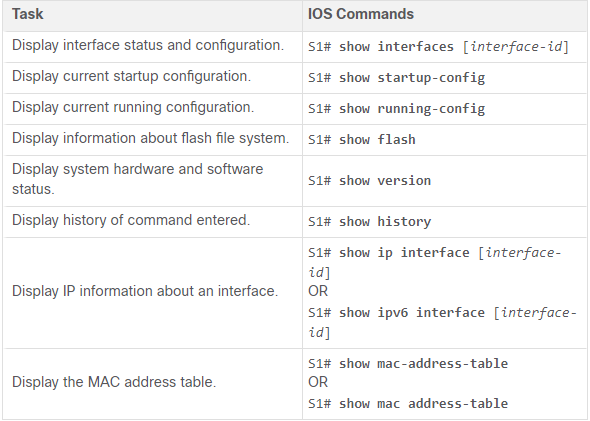 Task IOS Commands
Display interface status and configuration. S1# show interfaces [interface-id]
Display current startup configuration. S1# show startup-config
Display current running configuration. S1# show running-config
Display information about flash file system. S1# show flash
Display system hardware and software
status. S1# show version
Display history of command entered. S1# show history
Display IP information about an interface. S1# show ip interface [interface-
id]
OR
S1# show ipv6 interface [interface-
id]
Display the MAC address table. S1# show mac-address-table
OR
S1# show mac address-table